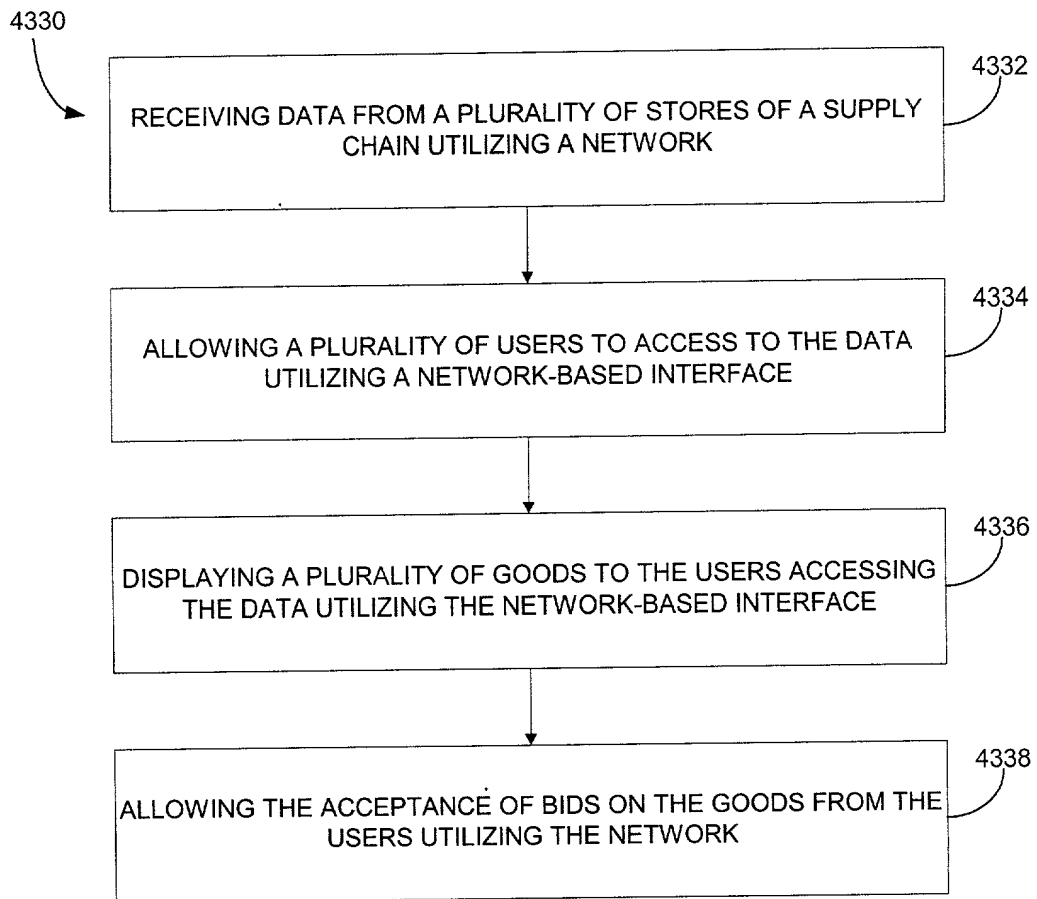 4330
4332
RECEIVING DATA FROM A PLURALITY OF STORES OF A SUPPLY
CHAIN UTILIZING A NETWORK
4334
ALLOWING A PLURALITY OF USERS TO ACCESS TO THE DATA
UTILIZING A NETWORK-BASED INTERFACE
4336
DISPLAYING A PLURALITY OF GOODS TO THE USERS ACCESSING
THE DATA UTILIZING THE NETWORK-BASED INTERFACE
4338
ALLOWING THE ACCEPTANCE OF BIDS ON THE GOODS FROM THE
USERS UTILIZING THE NETWORK